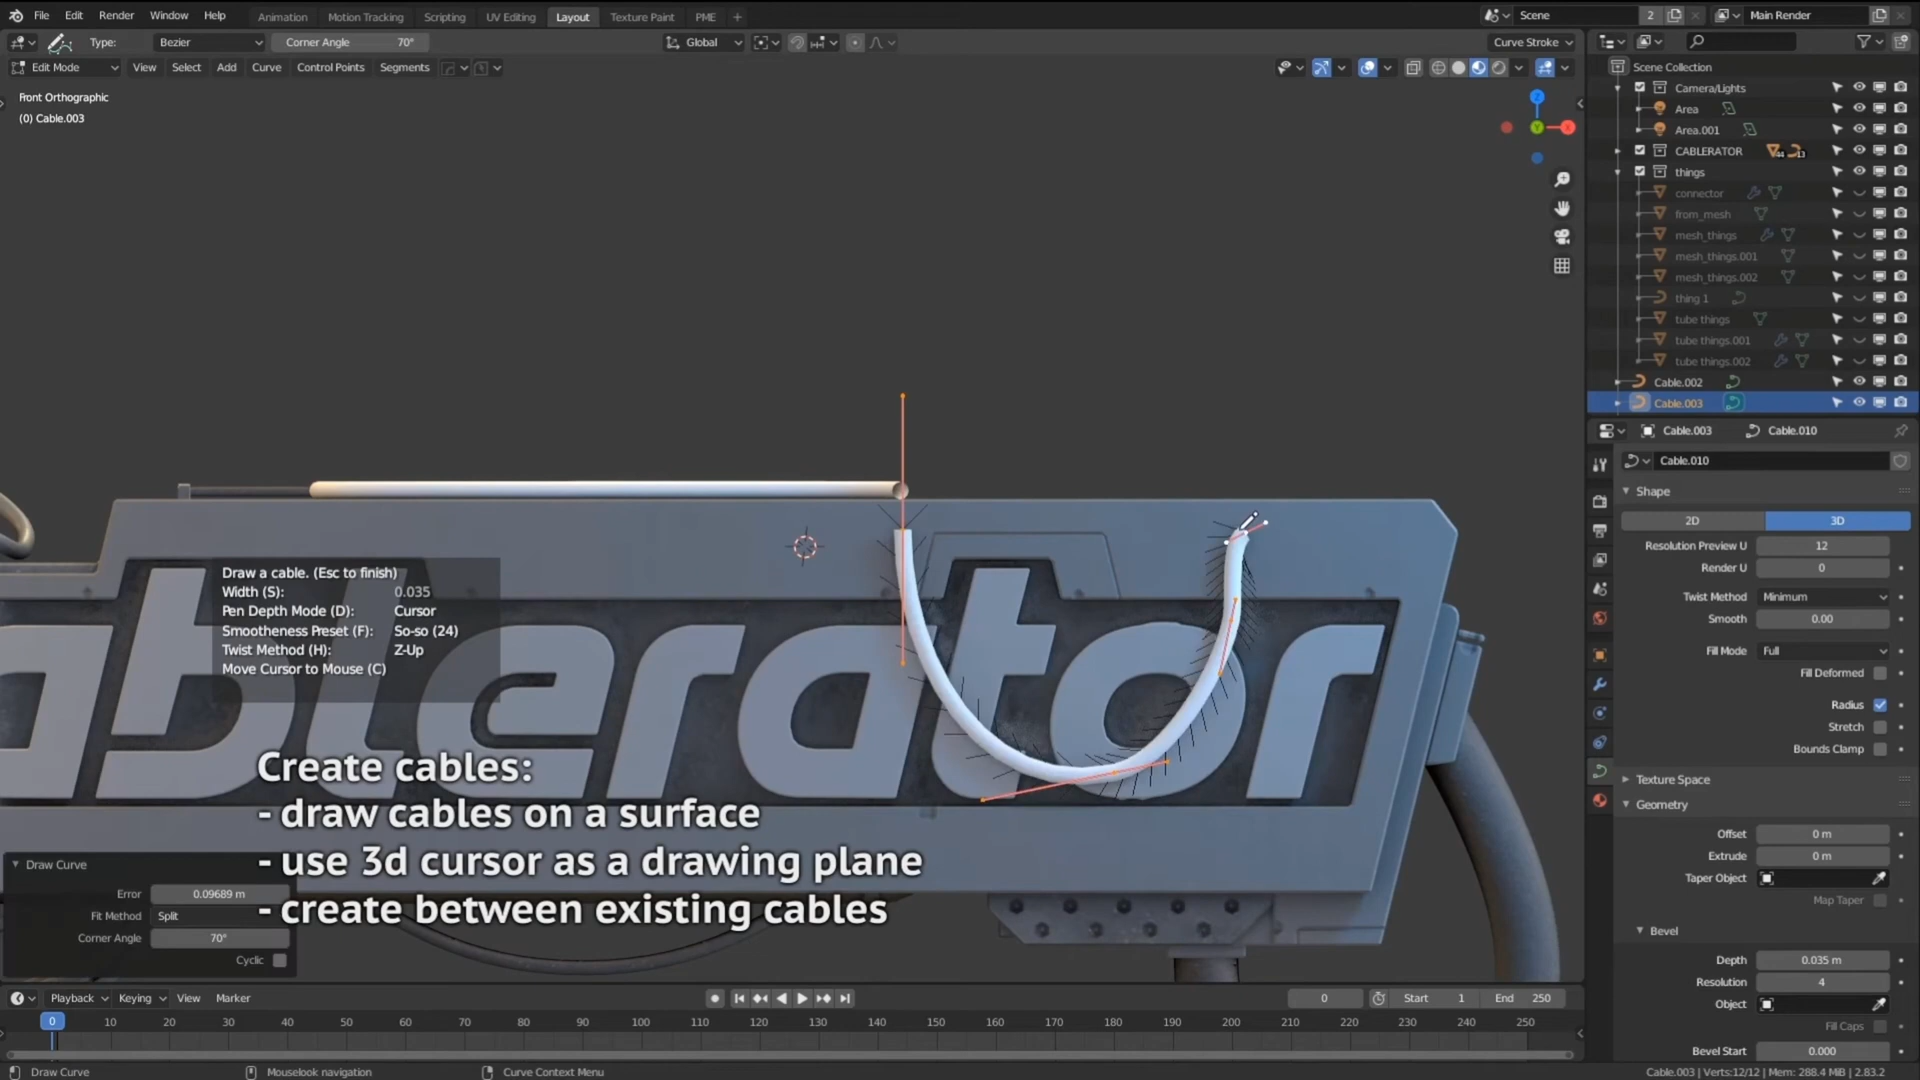 File Edit Render Window Help Animation Motion Tracking Scripting UV Editing Layout Texture Paint PME + Scene 2 Main Render
Type: Bezier Corner Angle 70° Global Curve Stroke
Edit Mode View Select Add Curve Control Points Segments
Front Orthographic
(0) Cable.003
Scene Collection
Camera/Lights
Area
Area.001
CABLERATOR 44 13
things
connector
from_mesh
mesh_things
mesh_things.001
mesh_things.002
thing 1
tube things
tube things.001
tube things.002
Cable.002
Cable.003
Cable.003 Cable.010
Cable.010
Shape
2D 3D
Resolution Preview U 12
Render U 0
Twist Method Minimum
Smooth 0.00
Fill Mode Full
Fill Deformed
Radius
Stretch
Bounds Clamp
Texture Space
Geometry
Offset 0 m
Extrude 0 m
Taper Object
Map Taper
Bevel
Depth 0.035 m
Resolution 4
Object
Fill Caps
Bevel Start 0.000
Draw a cable. (Esc to finish)
Width (S): 0.035
Pen Depth Mode (D): Cursor
Smootheness Preset (F): So-so (24)
Twist Method (H): Z-Up
Move Cursor to Mouse (C)
ablerator
Create cables:
- draw cables on a surface
- use 3d cursor as a drawing plane
- create between existing cables
Draw Curve
Error 0.09689 m
Fit Method Split
Corner Angle 70°
Cyclic
Playback Keying View Marker 0 Start 1 End 250
0 10 20 30 40 50 60 70 80 90 100 110 120 130 140 150 160 170 180 190 200 210 220 230 240 250
Draw Curve Mouselook navigation Curve Context Menu Cable.003 | Verts:12/12 | Mem: 288.4 MiB | 2.83.2